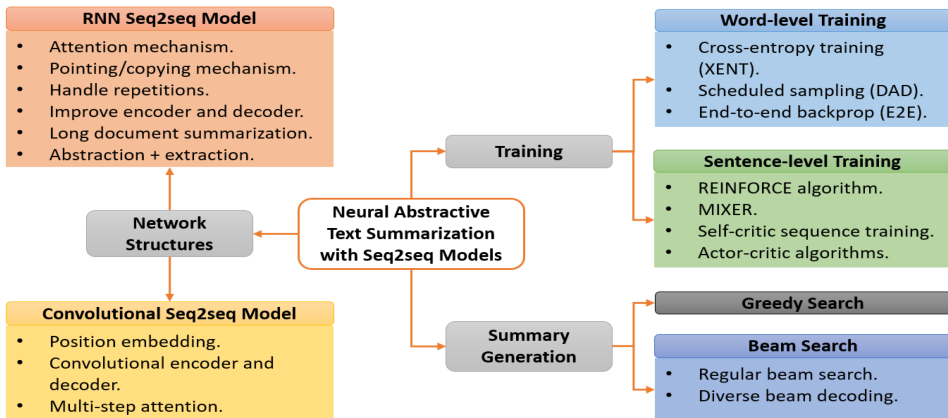 RNN Seq2seq Model
• Attention mechanism.
• Pointing/copying mechanism.
• Handle repetitions.
• Improve encoder and decoder.
• Long document summarization.
• Abstraction + extraction.
Network
Structures
Convolutional Seq2seq Model
• Position embedding.
• Convolutional encoder and
decoder.
• Multi-step attention.
Neural Abstractive
Text Summarization
with Seq2seq Models
Training
Word-level Training
• Cross-entropy training
(XENT).
• Scheduled sampling (DAD).
• End-to-end backprop (E2E).
Sentence-level Training
• REINFORCE algorithm.
• MIXER.
• Self-critic sequence training.
• Actor-critic algorithms.
Summary
Generation
Greedy Search
Beam Search
• Regular beam search.
• Diverse beam decoding.